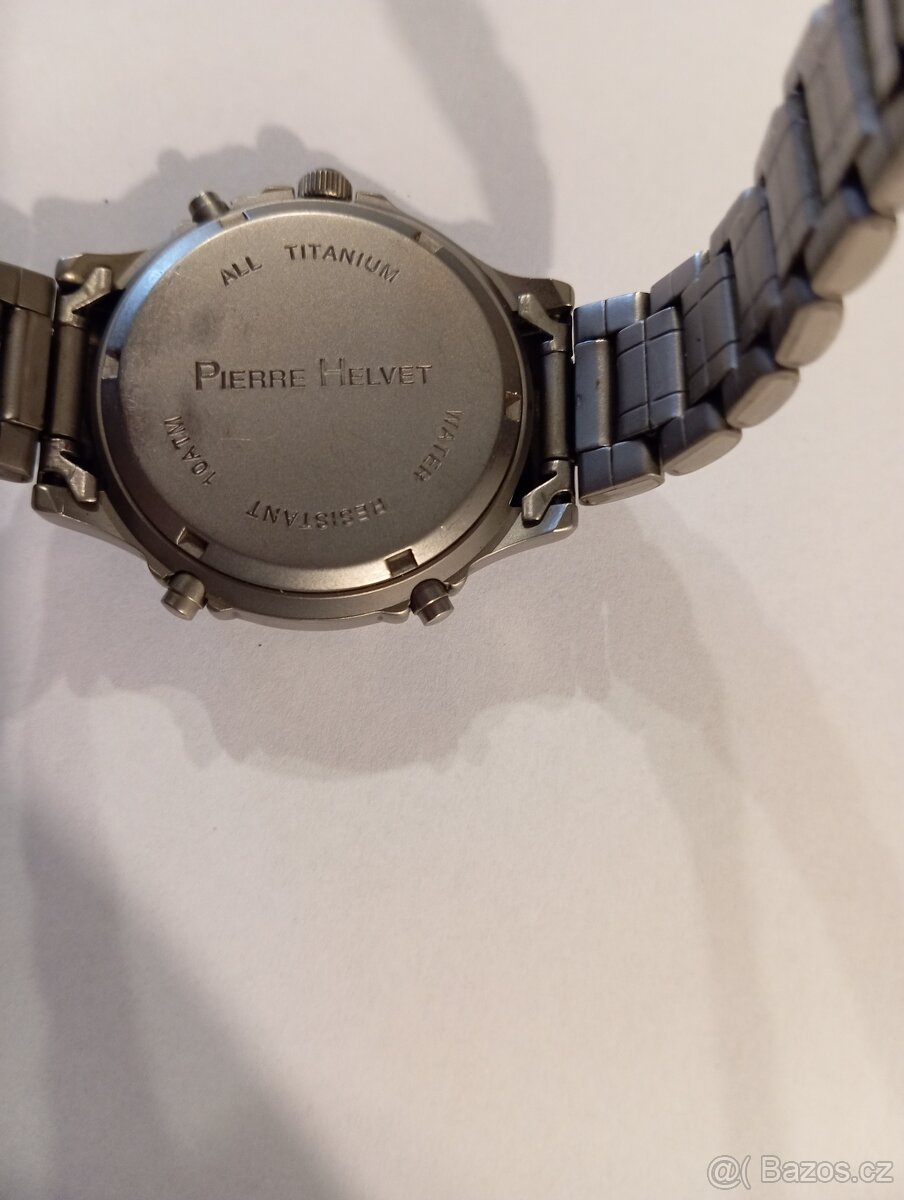 ALL TITANIUM
PIERRE HELVET
WATER RESISTANT 10ATM
@( Bazos.cz